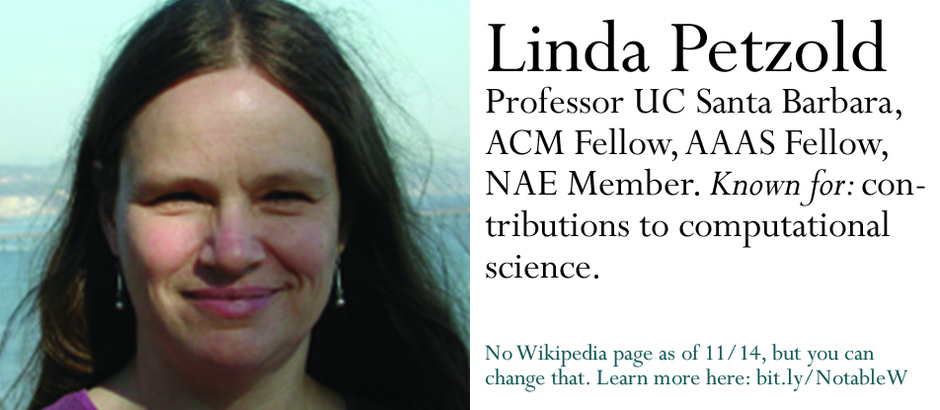 Linda Petzold
Professor UC Santa Barbara,
ACM Fellow, AAAS Fellow,
NAE Member. Known for: con-
tributions to computational
science.
No Wikipedia page as of 11/14, but you can
change that. Learn more here: bit.ly/NotableW